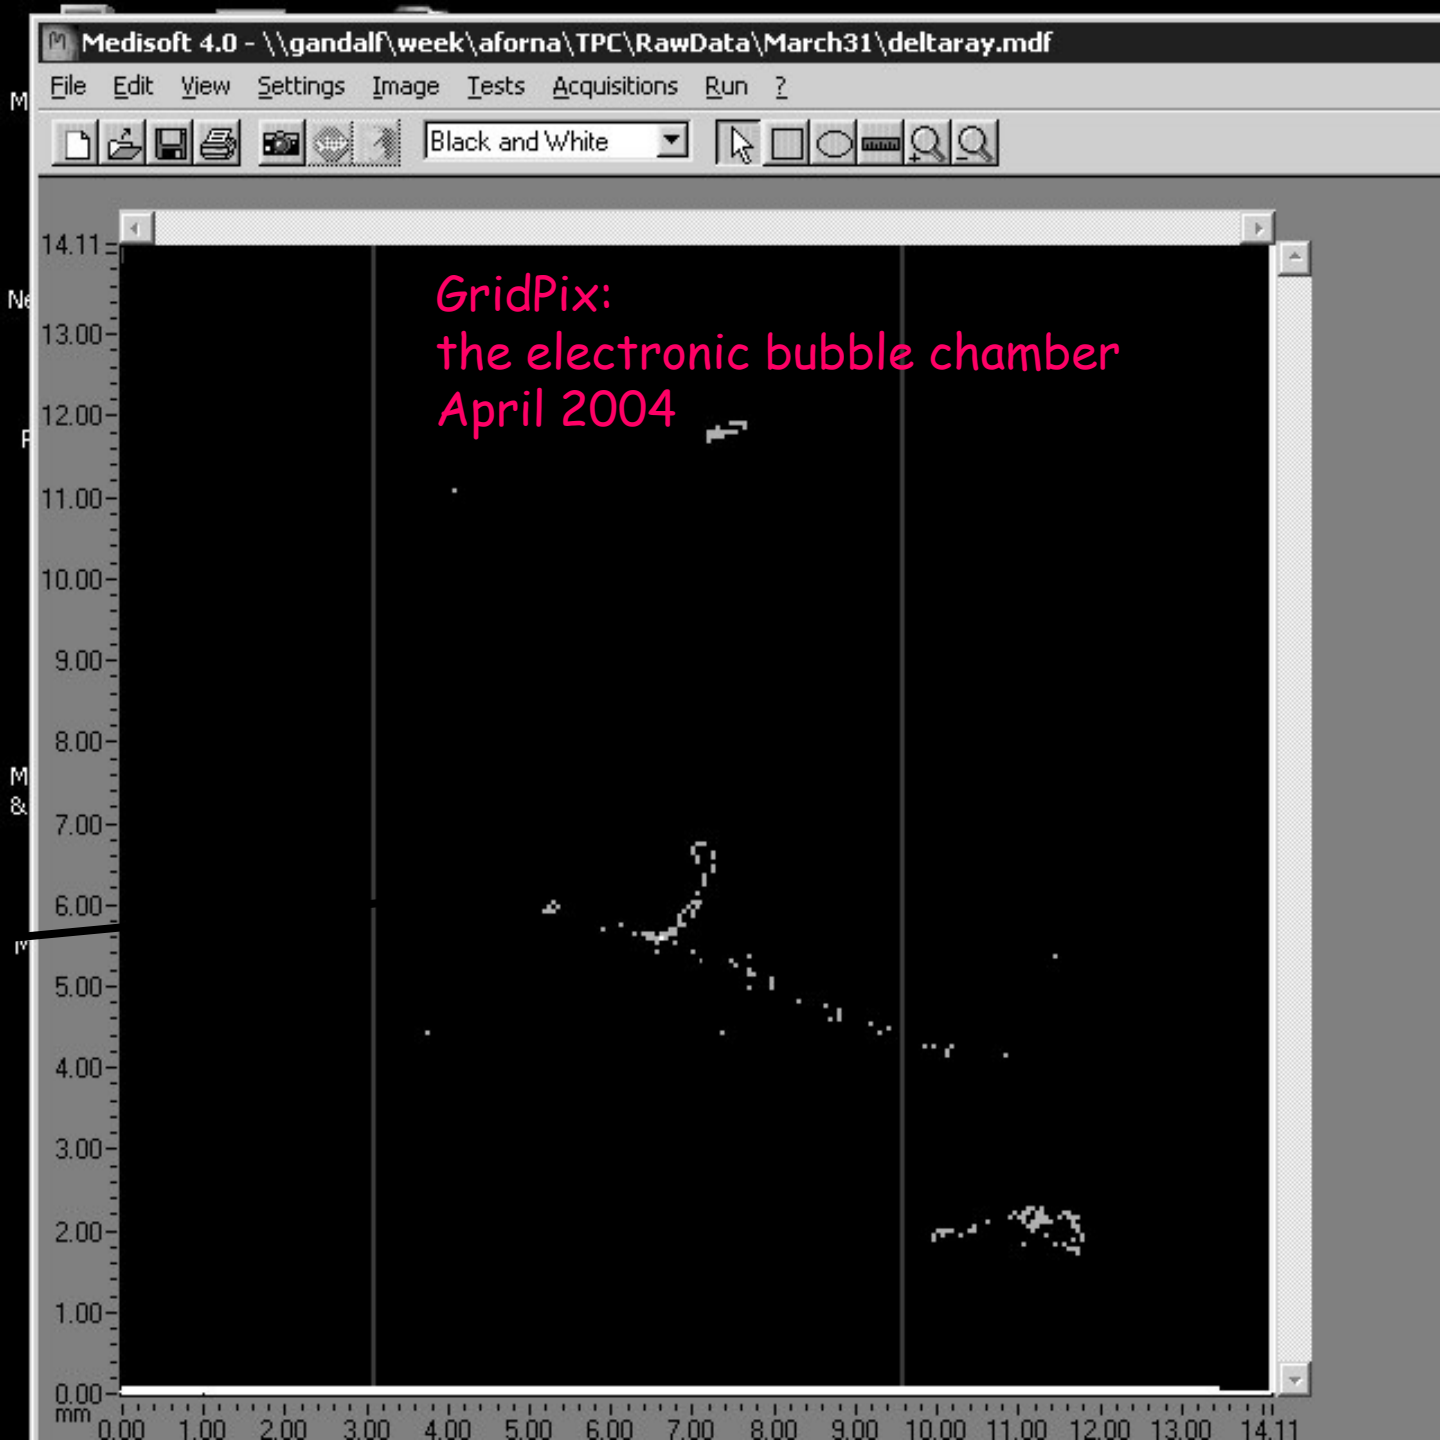 Medisoft 4.0 - \\gandalf\week\aforna\TPC\RawData\March31\deltaray.mdf
File Edit View Settings Image Tests Acquisitions Run ?
Black and White
GridPix:
the electronic bubble chamber
April 2004
14.11
13.00
12.00
11.00
10.00
9.00
8.00
7.00
6.00
5.00
4.00
3.00
2.00
1.00
0.00
mm
0.00 1.00 2.00 3.00 4.00 5.00 6.00 7.00 8.00 9.00 10.00 11.00 12.00 13.00 14.11